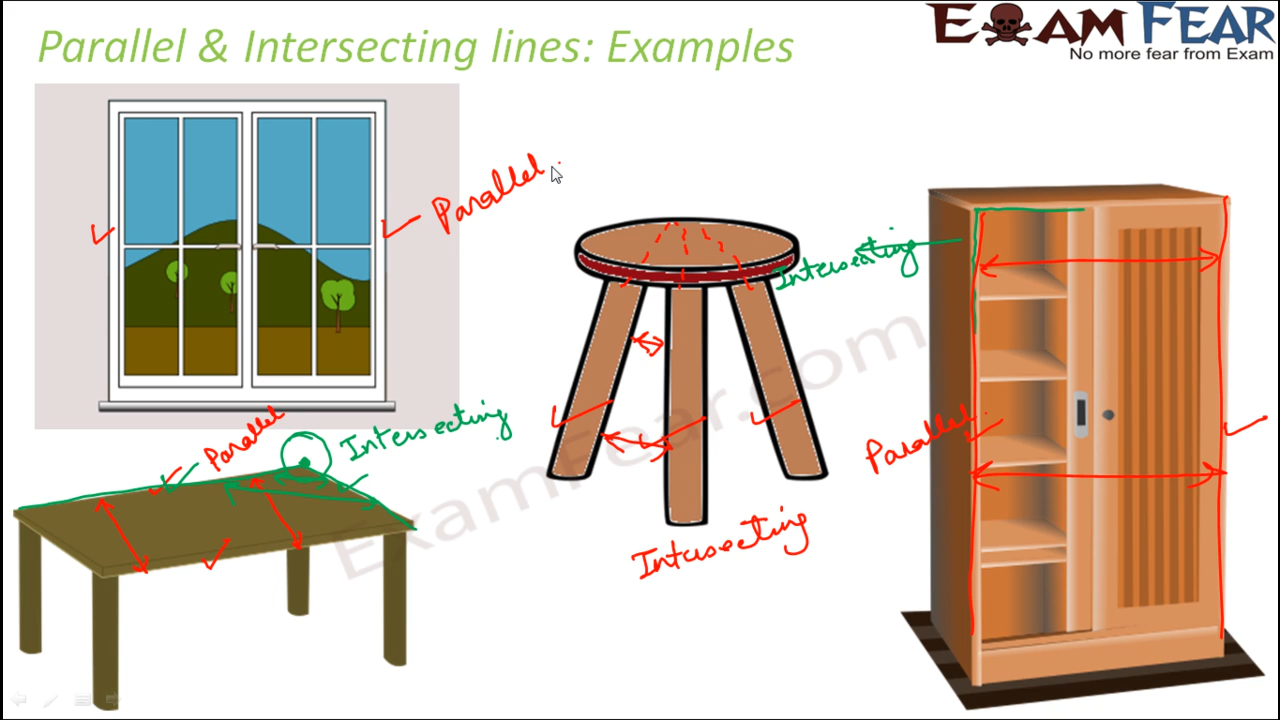 Parallel & Intersecting lines: Examples
EXAM FEAR
No more fear from Exam
Parallel
Intersecting
Parallel
Intersecting
Parallel
Intersecting
ExamFear.com